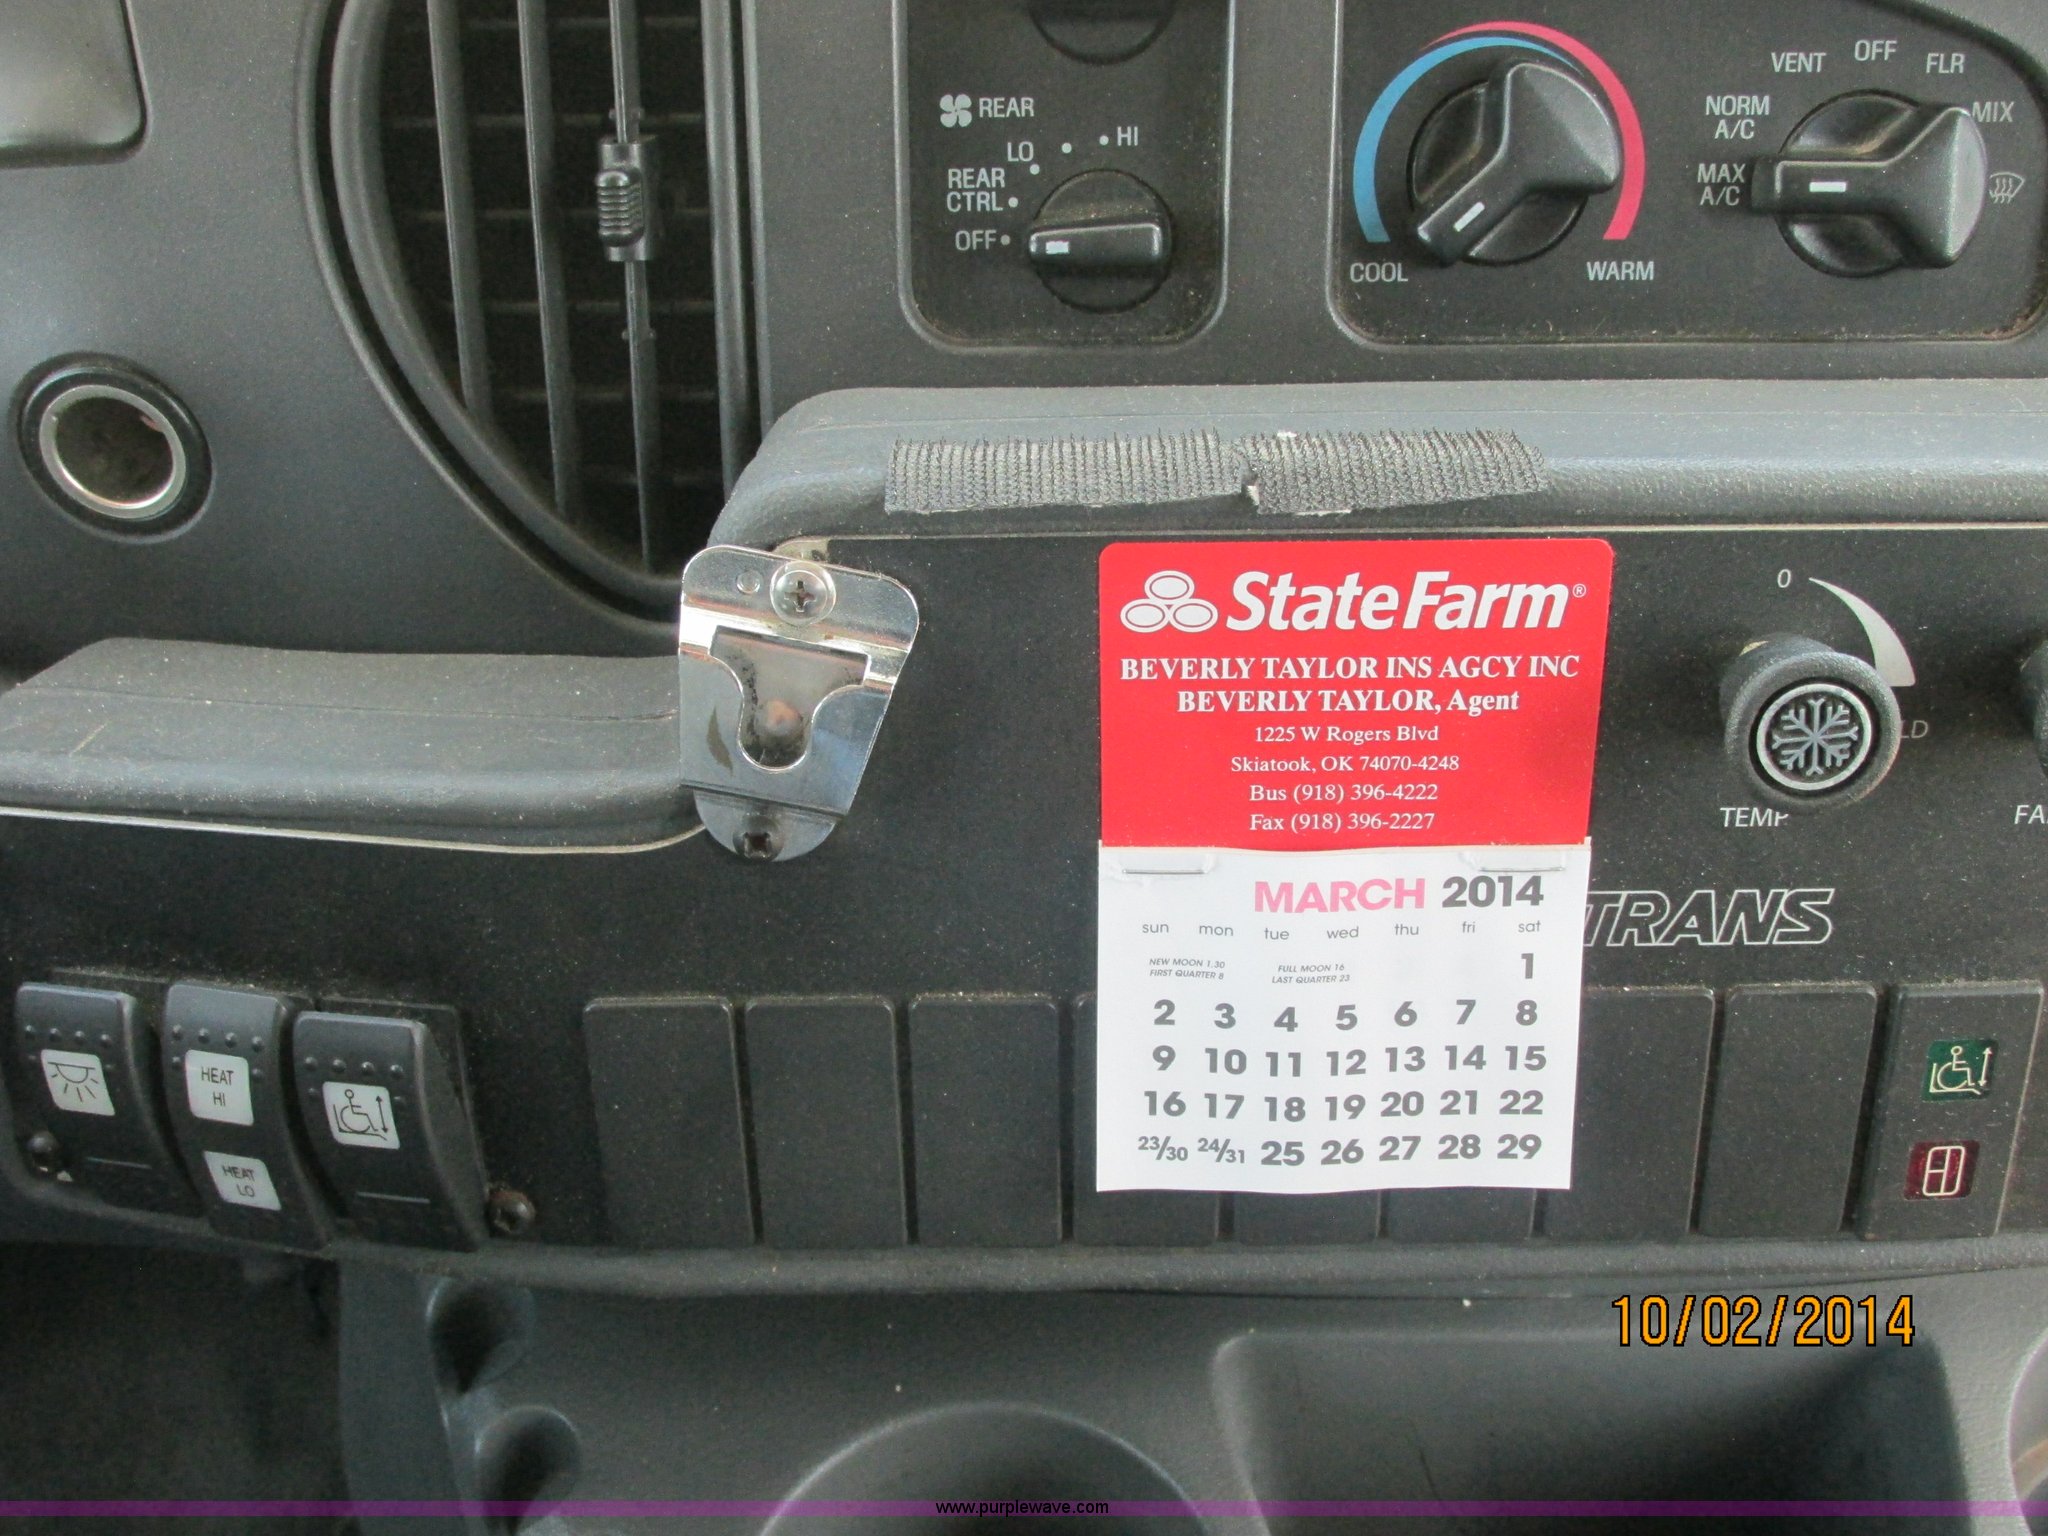 VENT OFF FLR
NORM A/C
MIX
MAX A/C
REAR
LO
HI
REAR CTRL
OFF
COOL
WARM
StateFarm®
BEVERLY TAYLOR INS AGCY INC
BEVERLY TAYLOR, Agent
1225 W Rogers Blvd
Skiatook, OK 74070-4248
Bus (918) 396-4222
Fax (918) 396-2227
0
TEMP
TRANS
MARCH 2014
sun mon tue wed thu fri sat
NEW MOON 1.30 FULL MOON 16
FIRST QUARTER 8 LAST QUARTER 23
1
2 3 4 5 6 7 8
9 10 11 12 13 14 15
16 17 18 19 20 21 22
23/30 24/31 25 26 27 28 29
HEAT
HI
HEAT
LO
10/02/2014
www.purplewave.com